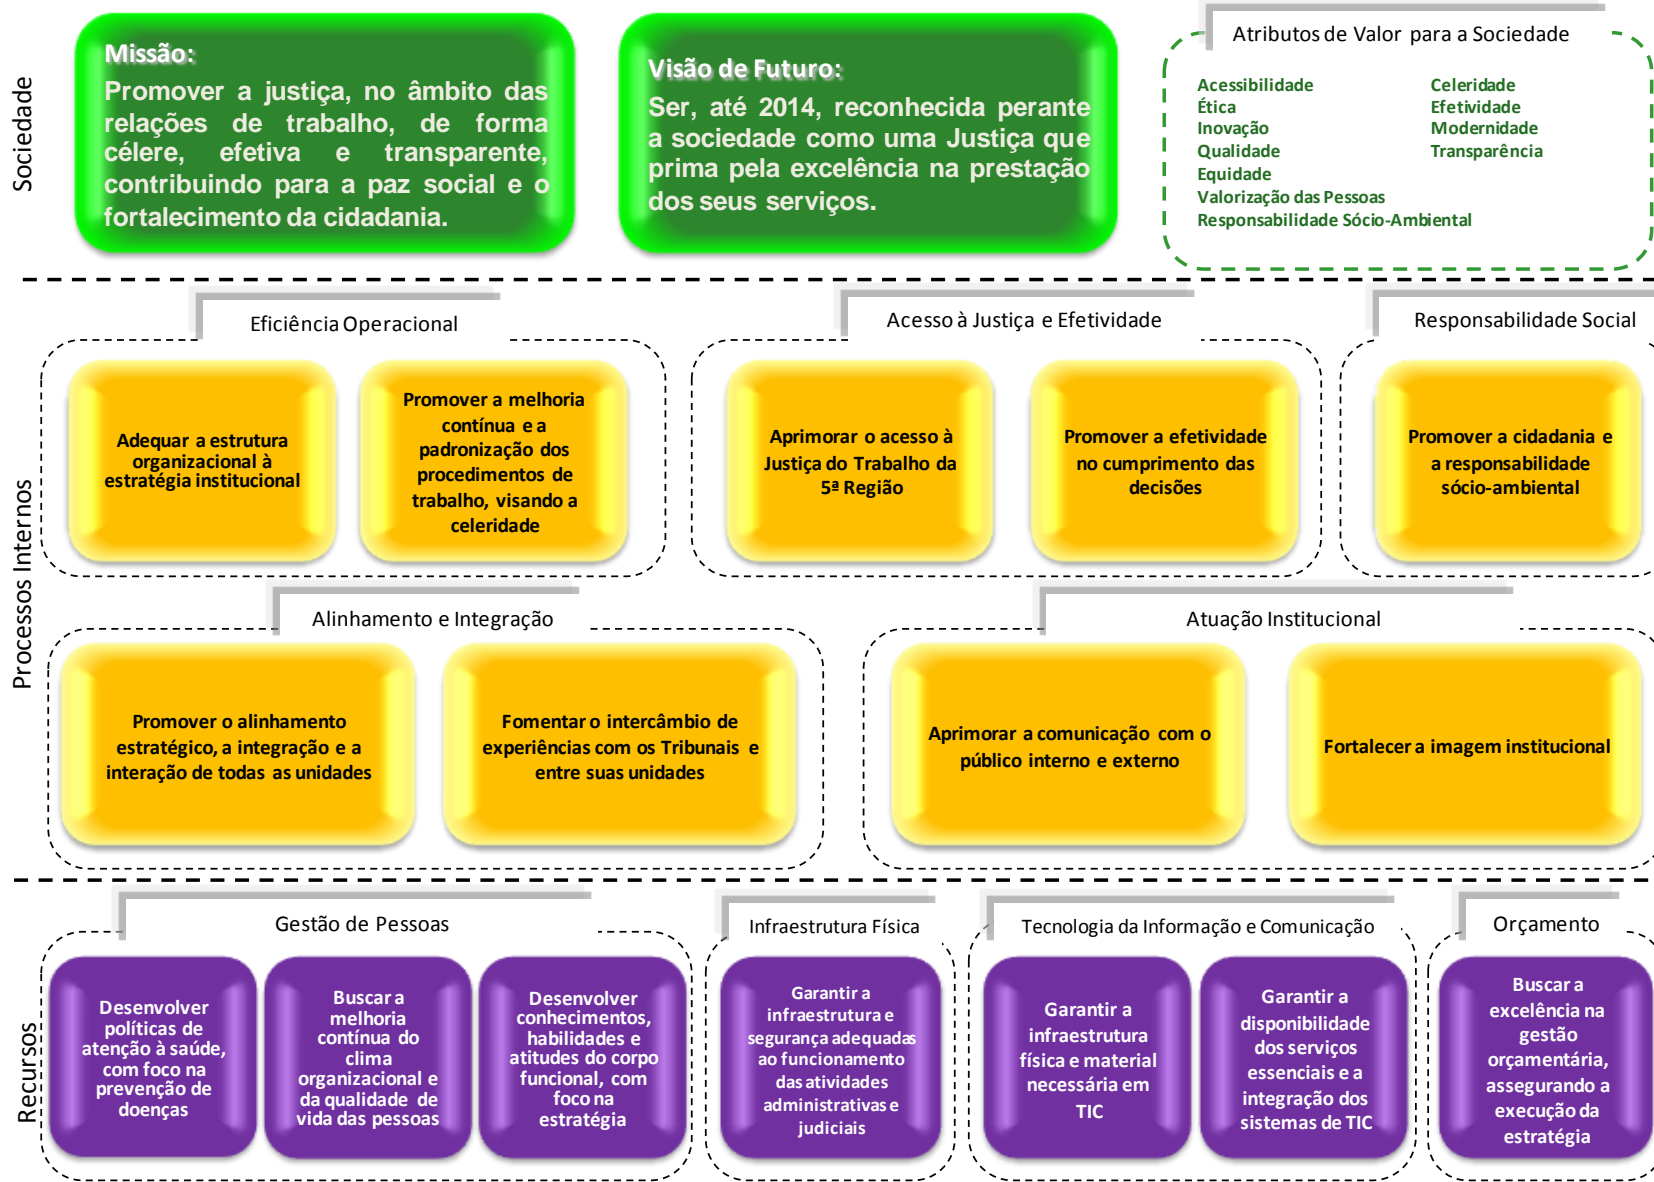 Sociedade
Missão:
Promover a justiça, no âmbito das
relações de trabalho, de forma
célere, efetiva e transparente,
contribuindo para a paz social e o
fortalecimento da cidadania.
Visão de Futuro:
Ser, até 2014, reconhecida perante
a sociedade como uma Justiça que
prima pela excelência na prestação
dos seus serviços.
Atributos de Valor para a Sociedade
Acessibilidade
Ética
Inovação
Qualidade
Equidade
Valorização das Pessoas
Responsabilidade Sócio-Ambiental
Celeridade
Efetividade
Modernidade
Transparência
Processos Internos
Eficiência Operacional
Adequar a estrutura
organizacional à
estratégia institucional
Promover a melhoria
contínua e a
padronização dos
procedimentos de
trabalho, visando a
celeridade
Acesso à Justiça e Efetividade
Aprimorar o acesso à
Justiça do Trabalho da
5ª Região
Promover a efetividade
no cumprimento das
decisões
Responsabilidade Social
Promover a cidadania e
a responsabilidade
sócio-ambiental
Alinhamento e Integração
Promover o alinhamento
estratégico, a integração e a
interação de todas as unidades
Fomentar o intercâmbio de
experiências com os Tribunais e
entre suas unidades
Atuação Institucional
Aprimorar a comunicação com o
público interno e externo
Fortalecer a imagem institucional
Recursos
Gestão de Pessoas
Desenvolver
políticas de
atenção à saúde,
com foco na
prevenção de
doenças
Buscar a
melhoria
contínua do
clima
organizacional e
da qualidade de
vida das pessoas
Desenvolver
conhecimentos,
habilidades e
atitudes do corpo
funcional, com
foco na
estratégia
Infraestrutura Física
Garantir a
infraestrutura e
segurança adequadas
ao funcionamento
das atividades
administrativas e
judiciais
Tecnologia da Informação e Comunicação
Garantir a
infraestrutura
física e material
necessária em
TIC
Garantir a
disponibilidade
dos serviços
essenciais e a
integração dos
sistemas de TIC
Orçamento
Buscar a
excelência na
gestão
orçamentária,
assegurando a
execução da
estratégia